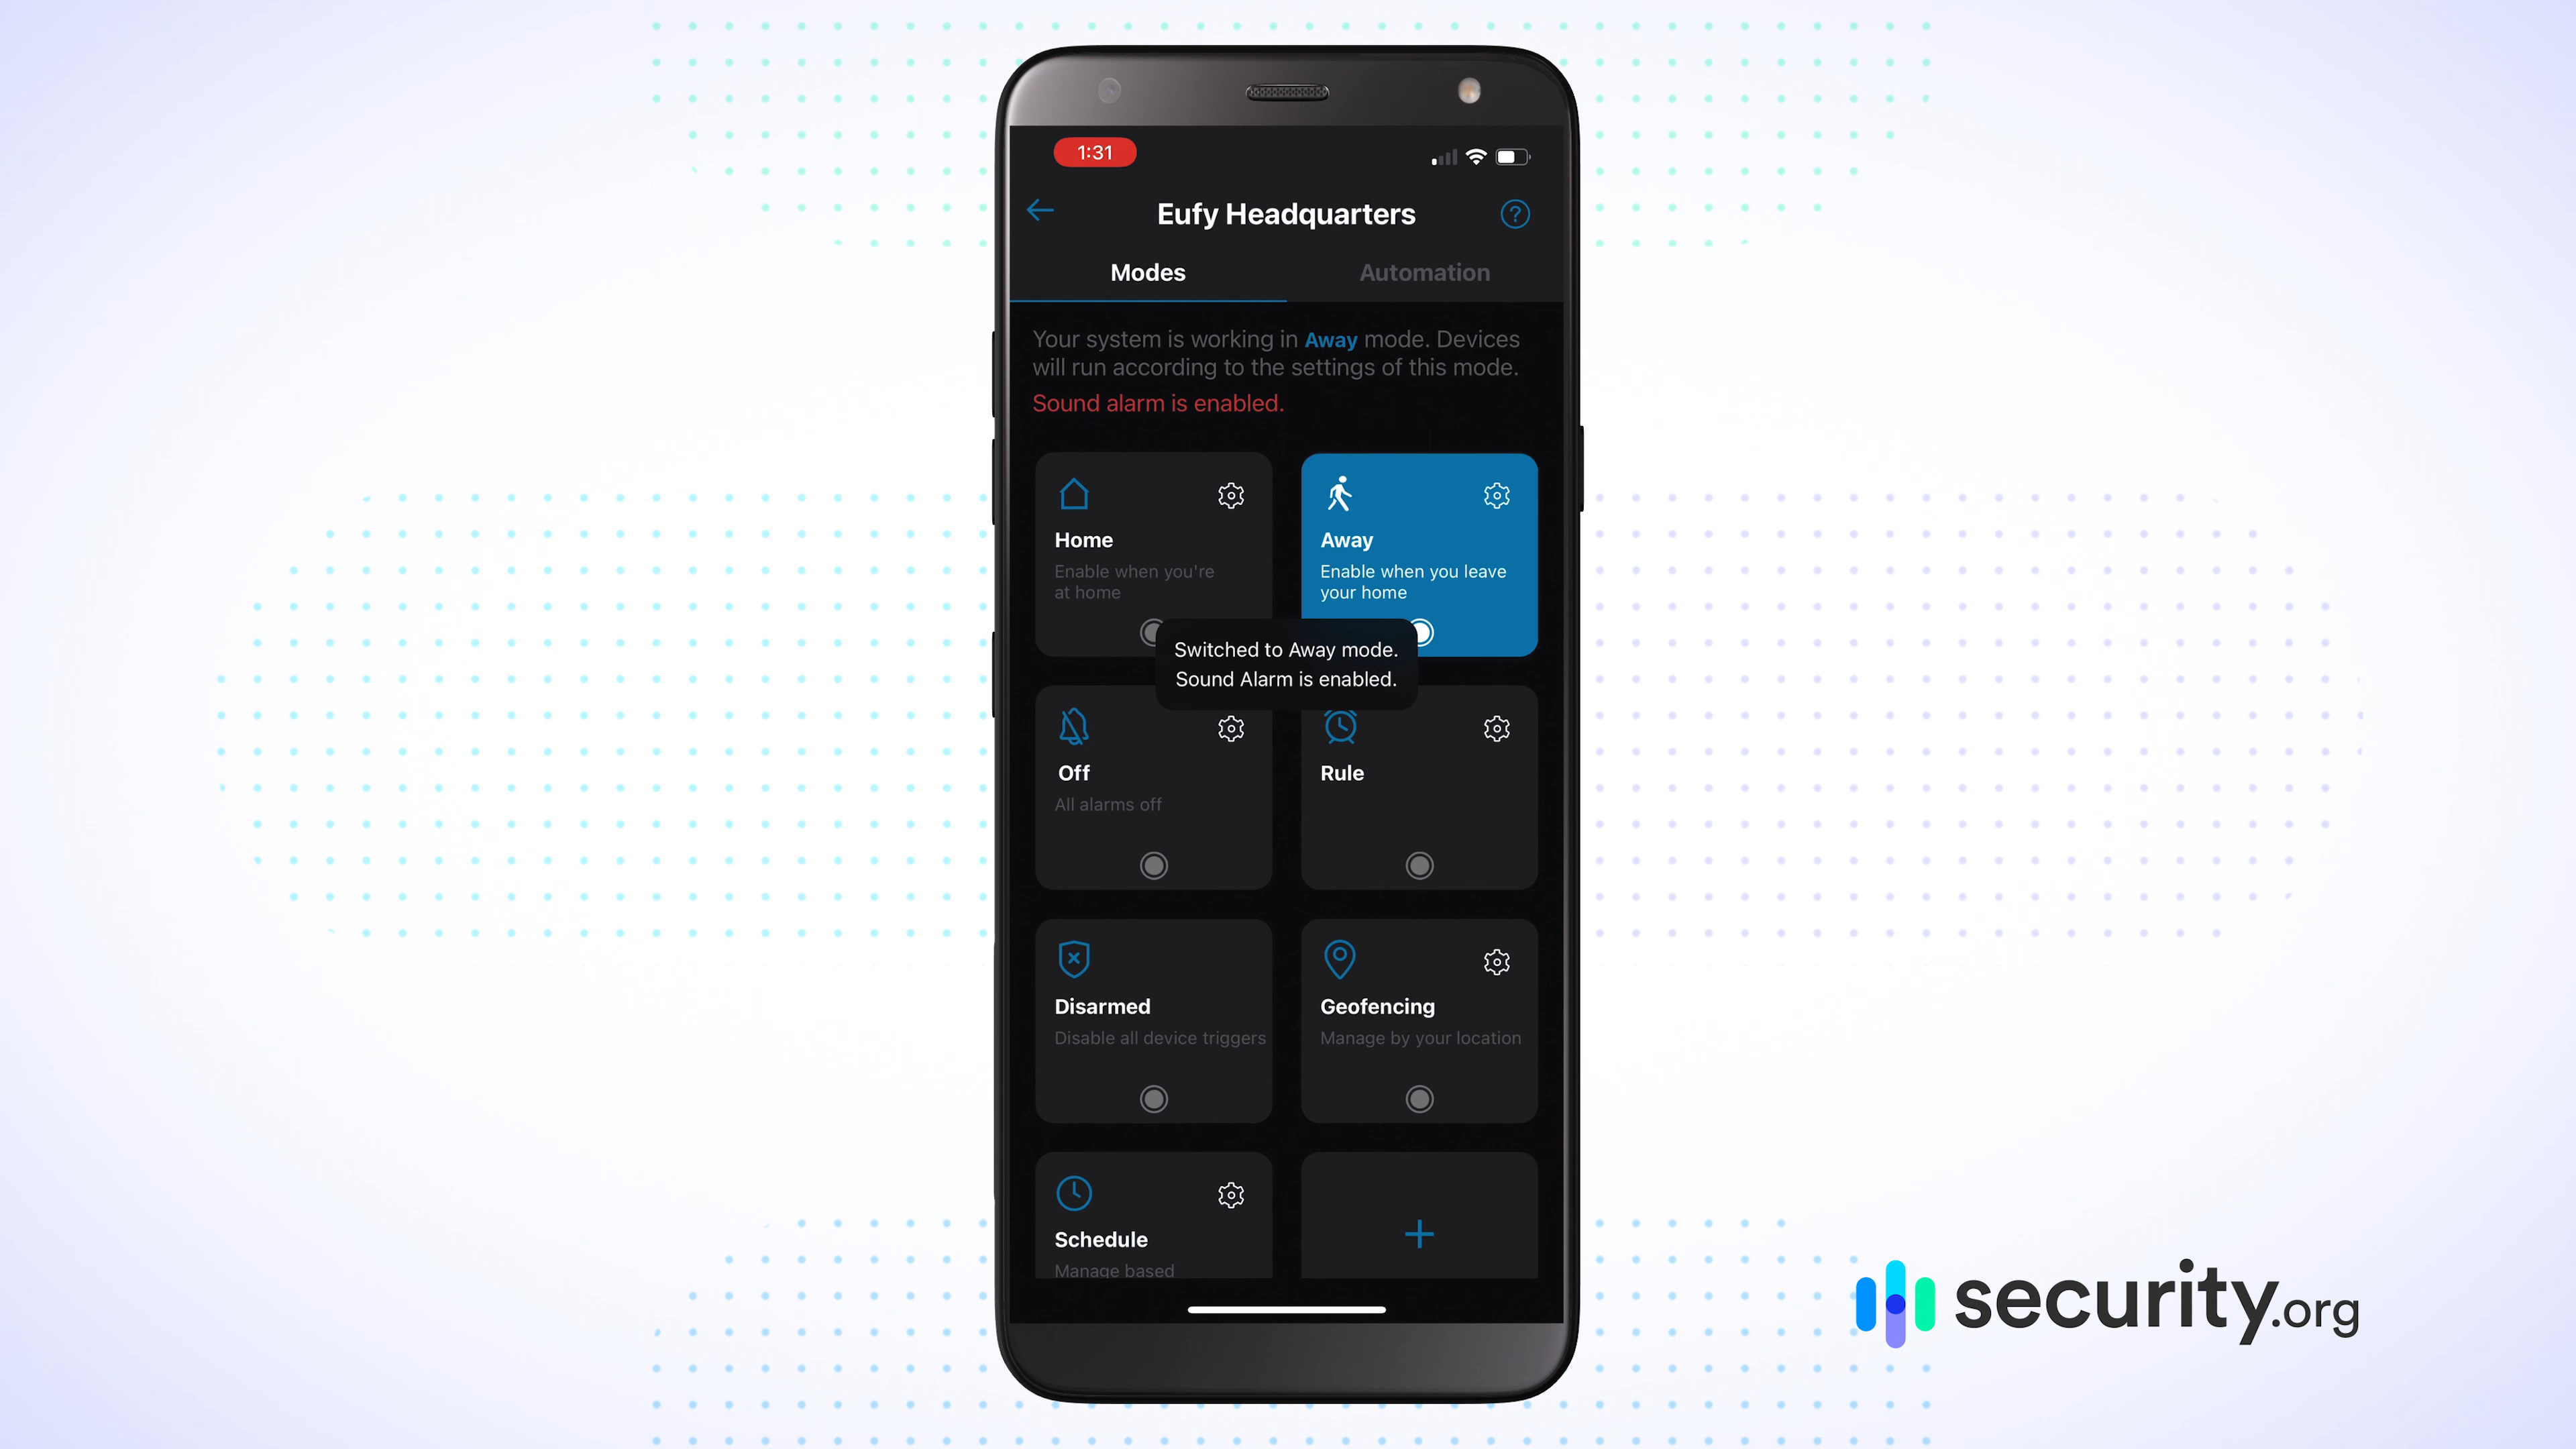 1:31
Eufy Headquarters
?
Modes
Automation
Your system is working in Away mode. Devices
will run according to the settings of this mode.
Sound alarm is enabled.
Home
Enable when you're
at home
Away
Enable when you leave
your home
Switched to Away mode.
Sound Alarm is enabled.
Off
All alarms off
Rule
Disarmed
Disable all device triggers
Geofencing
Manage by your location
Schedule
Manage based
security.org